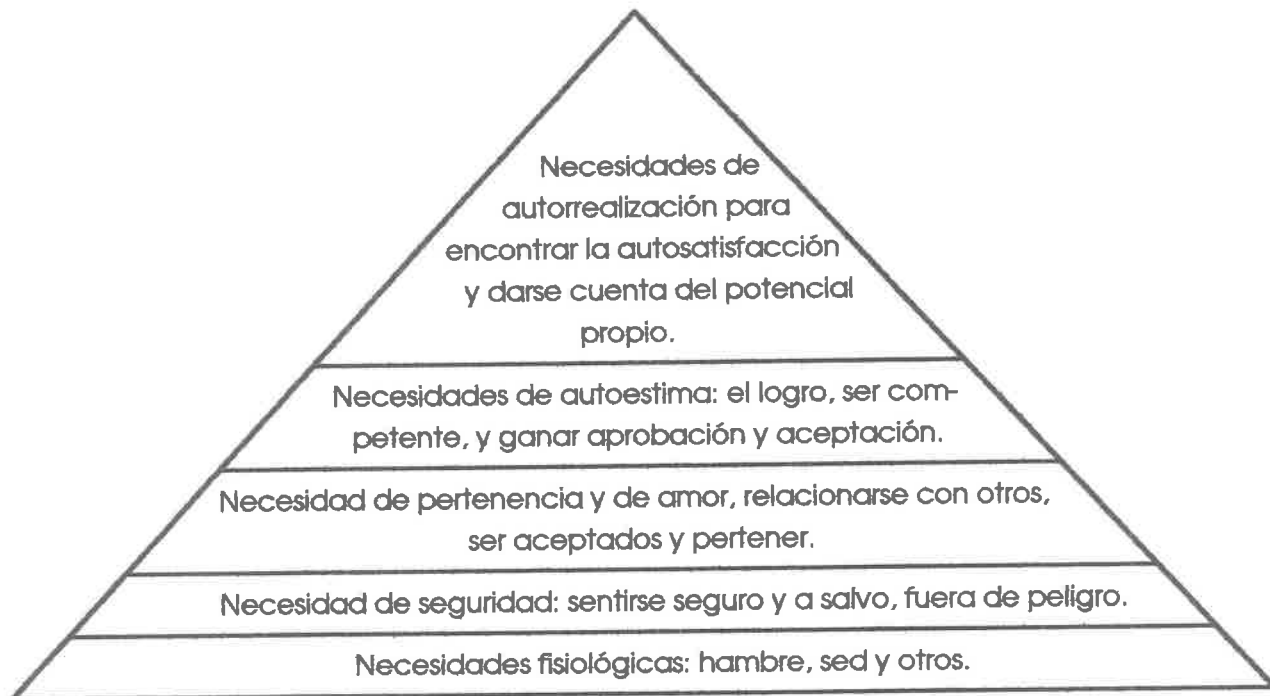 Necesidades de
autorrealización para
encontrar la autosatisfacción
y darse cuenta del potencial
propio.
Necesidades de autoestima: el logro, ser com-
petente, y ganar aprobación y aceptación.
Necesidad de pertenencia y de amor, relacionarse con otros,
ser aceptados y pertener.
Necesidad de seguridad: sentirse seguro y a salvo, fuera de peligro.
Necesidades fisiológicas: hambre, sed y otros.